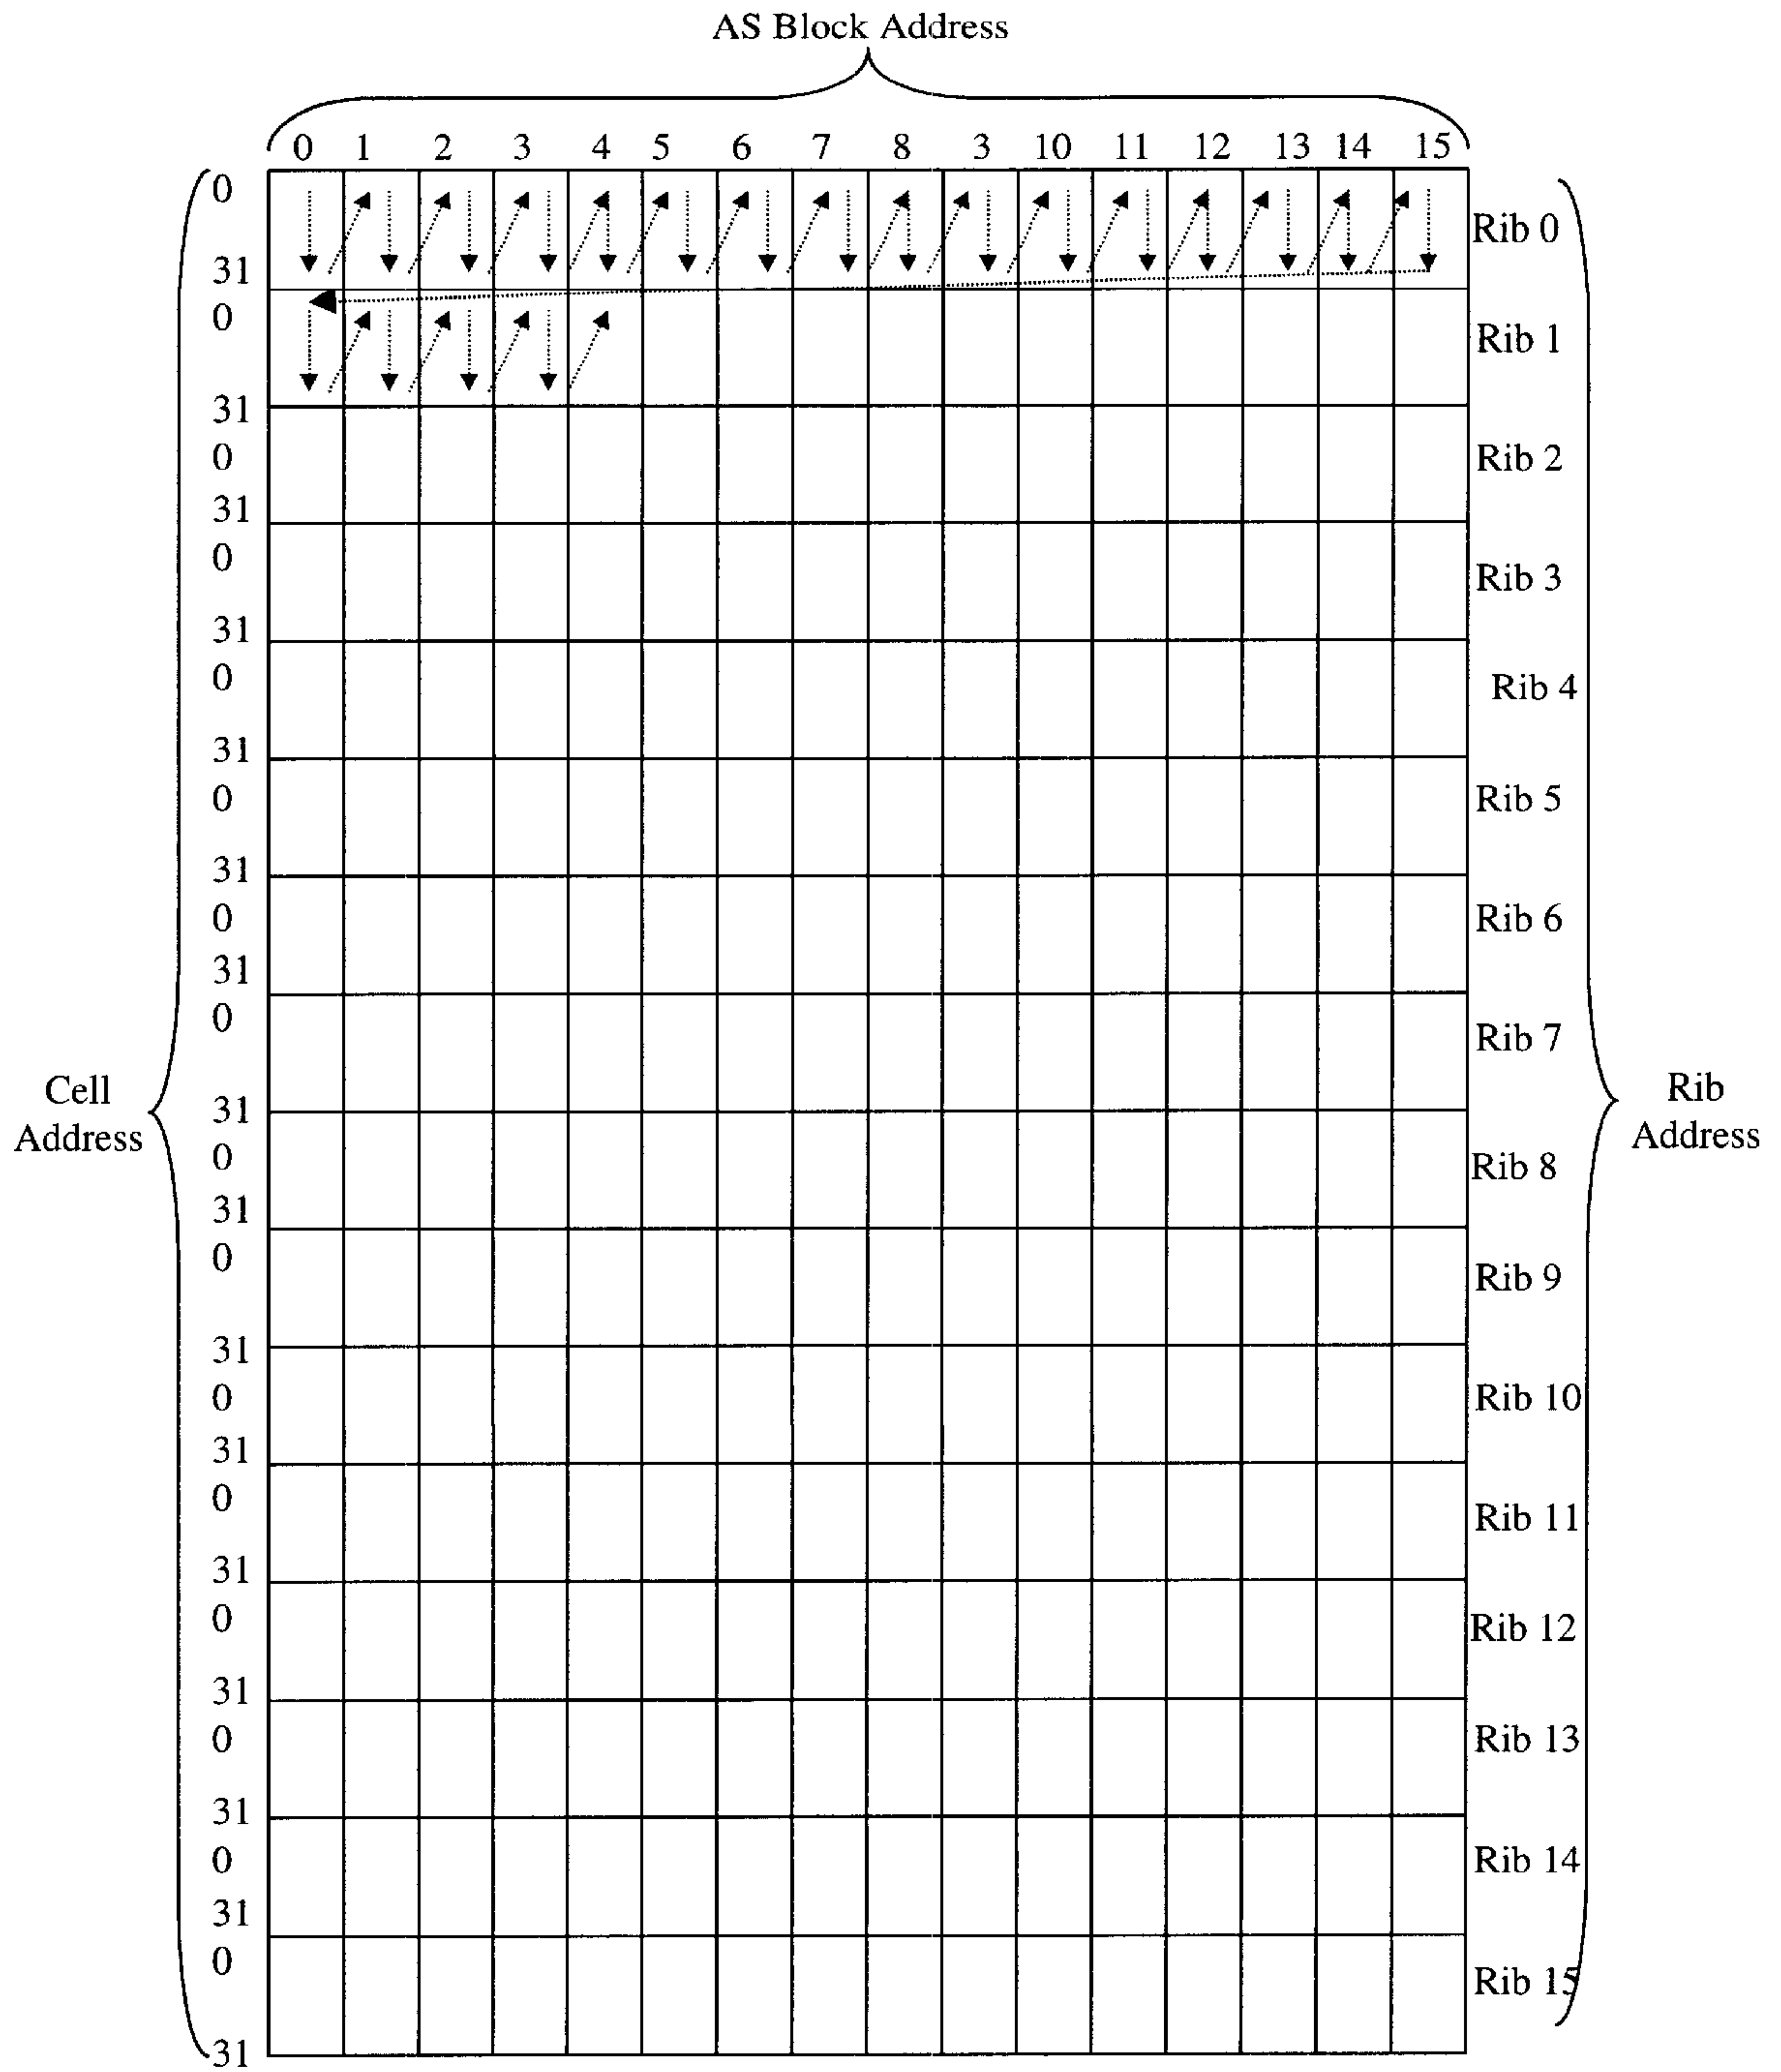 AS Block Address
0 1 2 3 4 5 6 7 8 3 10 11 12 13 14 15
0
Rib 0
31
0
Rib 1
31
0
Rib 2
31
0
Rib 3
31
0
Rib 4
31
0
Rib 5
31
0
Rib 6
31
0
Rib 7
Cell
Address
Rib
Address
31
0
Rib 8
31
0
Rib 9
31
0
Rib 10
31
0
Rib 11
31
0
Rib 12
31
0
Rib 13
31
0
Rib 14
31
0
Rib 15
31